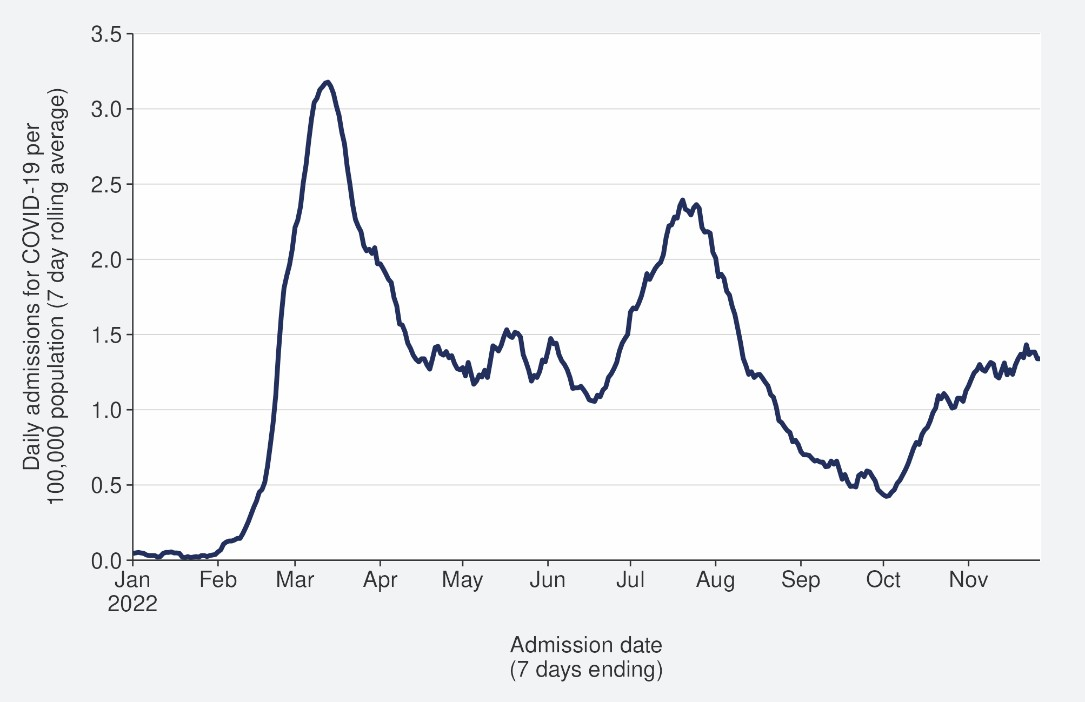 Daily admissions for COVID-19 per
100,000 population (7 day rolling average)
3.5
3.0
2.5
2.0
1.5
1.0
0.5
0.0
Jan Feb Mar Apr May Jun Jul Aug Sep Oct Nov
2022
Admission date
(7 days ending)